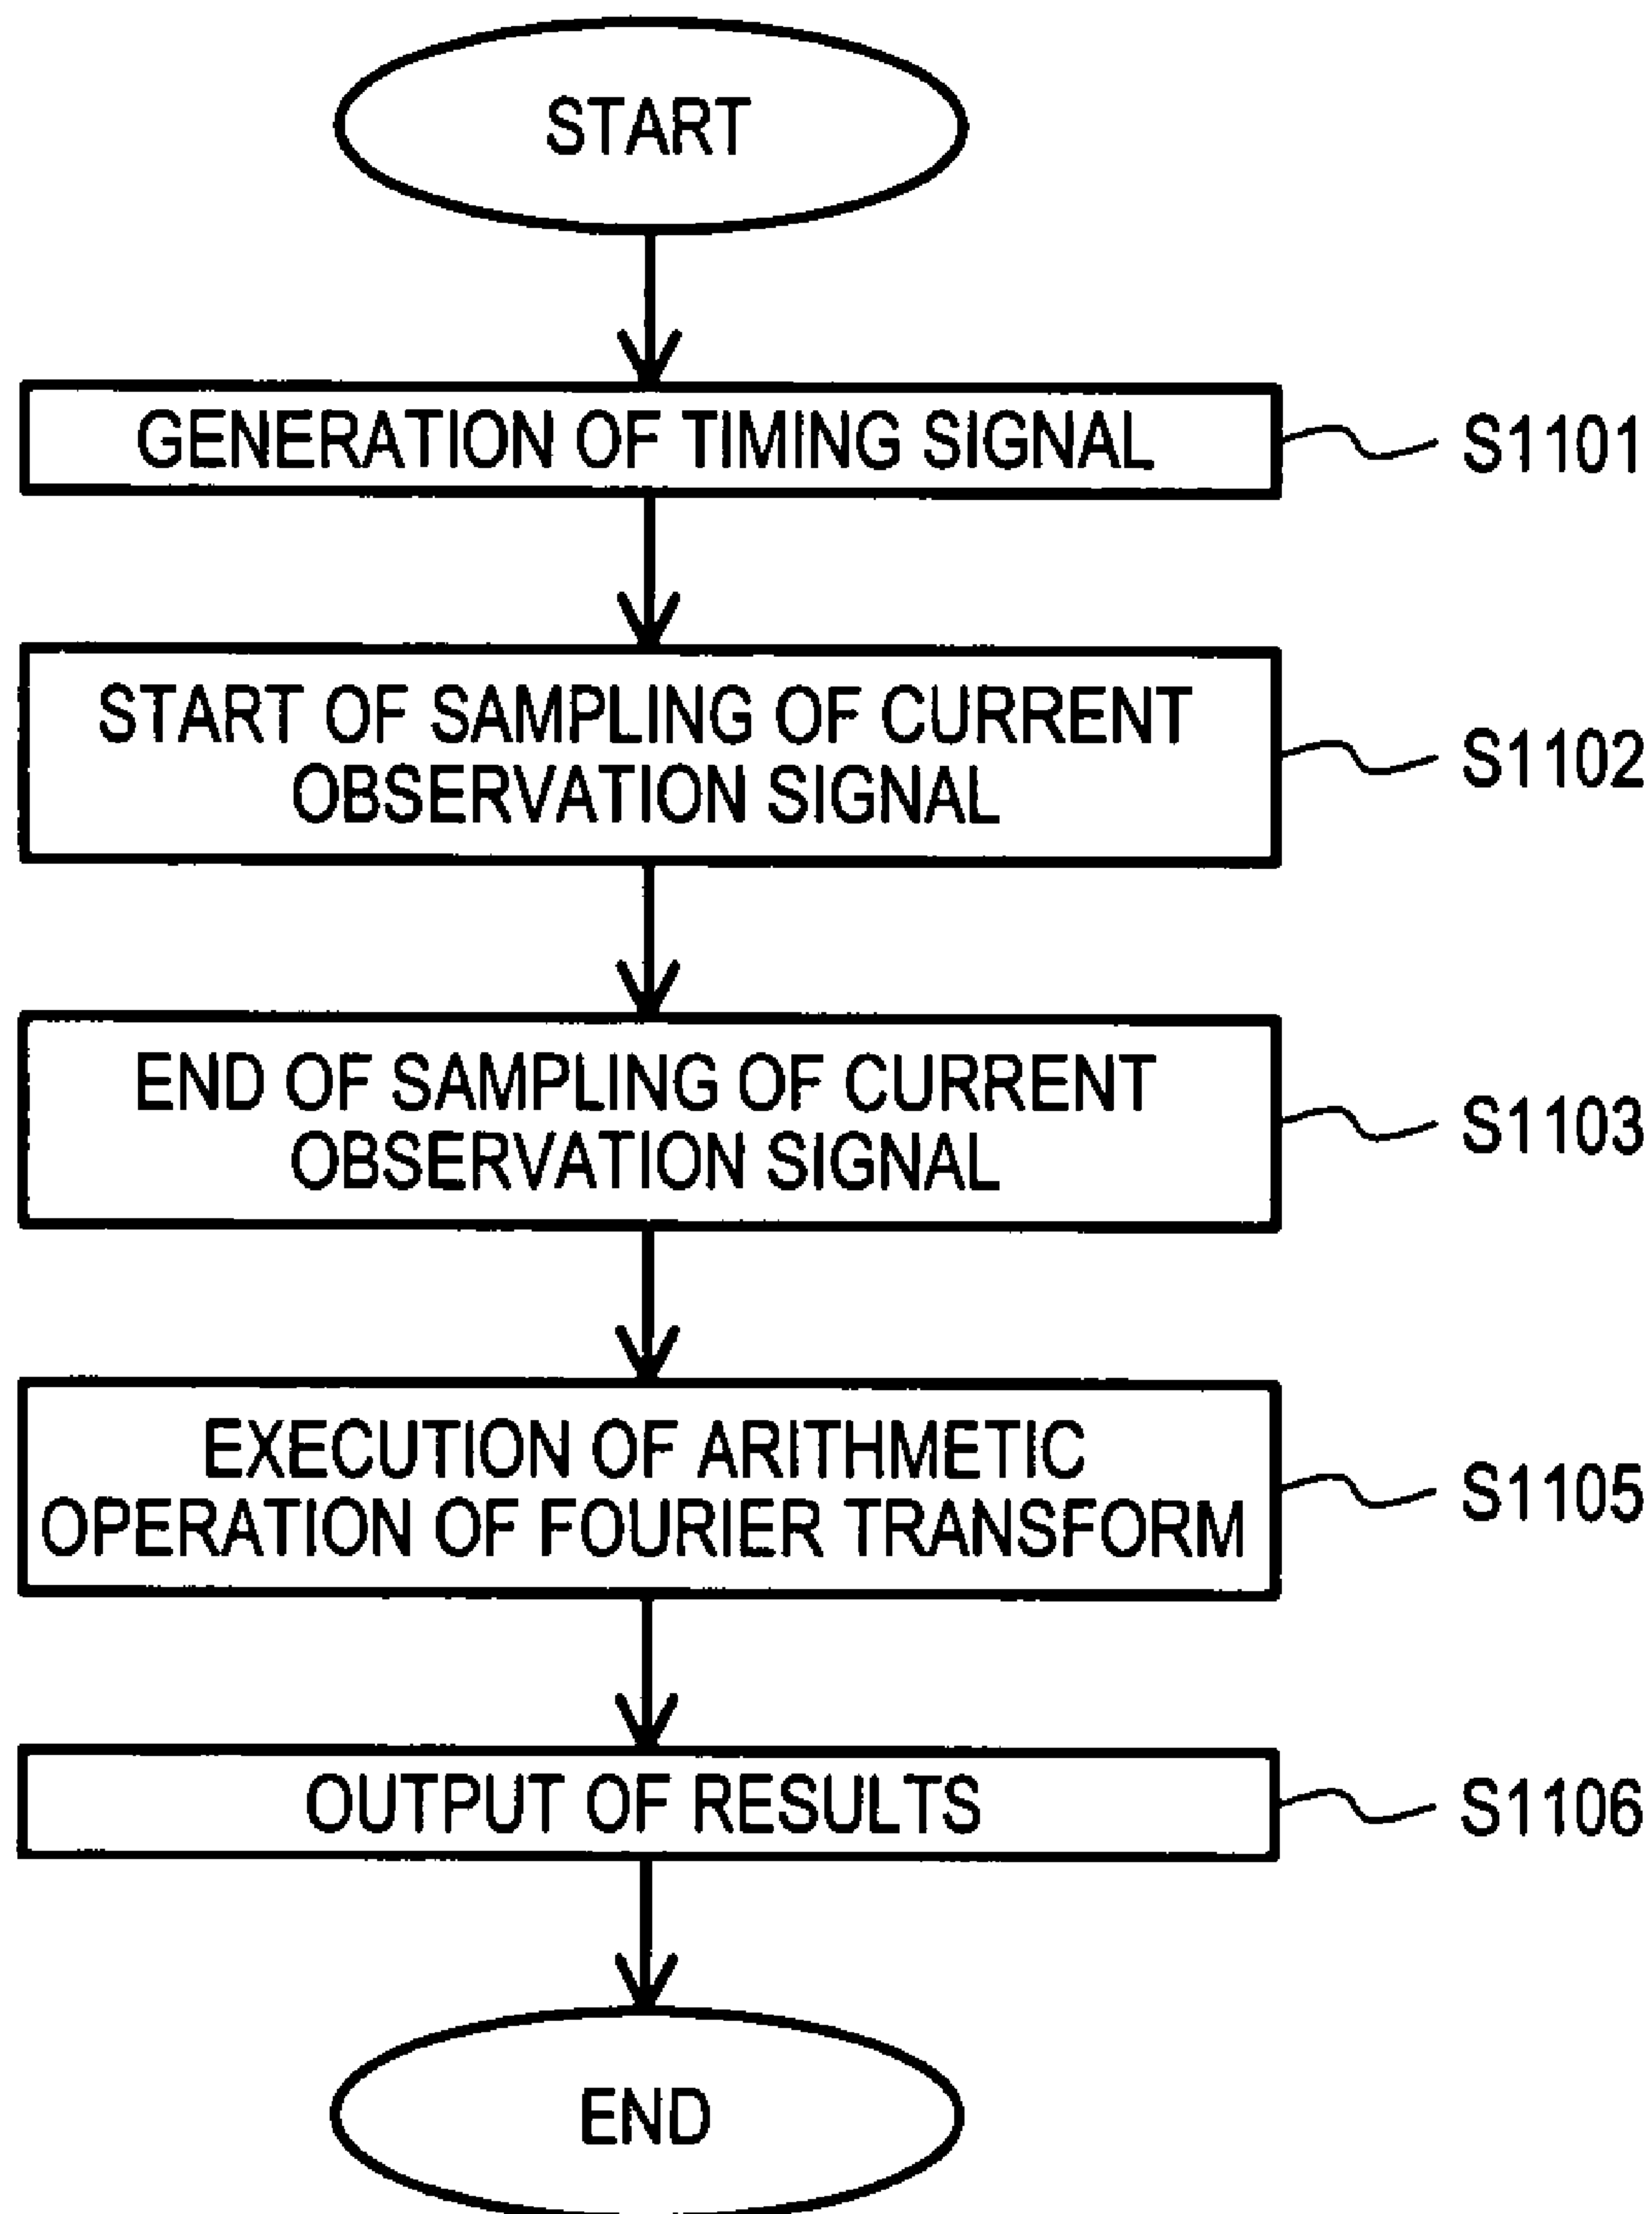 START
GENERATION OF TIMING SIGNAL
S1101
START OF SAMPLING OF CURRENT
OBSERVATION SIGNAL
S1102
END OF SAMPLING OF CURRENT
OBSERVATION SIGNAL
S1103
EXECUTION OF ARITHMETIC
OPERATION OF FOURIER TRANSFORM
S1105
OUTPUT OF RESULTS
S1106
END